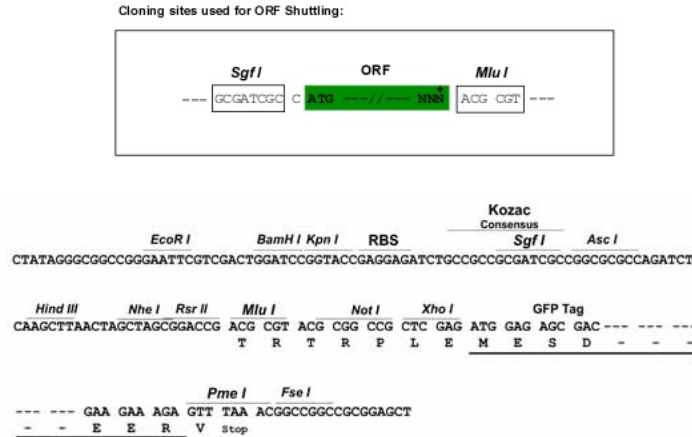 Cloning sites used for ORF Shuttling:
Sgf I ORF Mlu I
--- GCGATCGC C ATG ---//--- NNN* ACG CGT ---
Kozac
Consensus
EcoR I BamH I Kpn I RBS Sgf I Asc I
CTATAGGGCGGCCGGGAATTCGTCGACTGGATCCGGTACCGAGGAGATCTGCCGCCGCGATCGCCGGCGCGCCAGATCT
Hind III Nhe I Rsr II Mlu I Not I Xho I GFP Tag
CAAGCTTAACTAGCTAGCGGACCG ACG CGT ACG CGG CCG CTC GAG ATG GAG AGC GAC --- --- ---
T R T R P L E M E S D - - -
Pme I Fse I
--- --- GAA GAA AGA GTT TAA ACGGCCGGCCGCGGAGCT
- - E E R V Stop